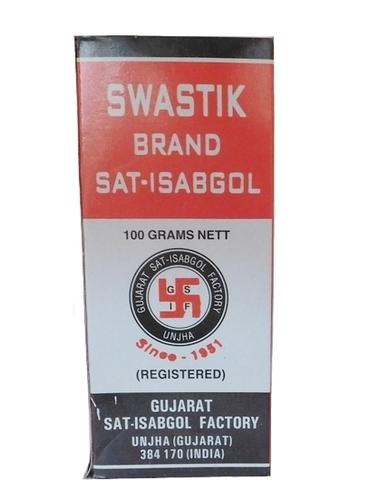 SWASTIK
BRAND
SAT-ISABGOL
100 GRAMS NETT
GUJARAT SAT-ISABGOL FACTORY
G S
I F
UNJHA
Since - 1951
(REGISTERED)
GUJARAT
SAT-ISABGOL FACTORY
UNJHA (GUJARAT)
384 170 (INDIA)